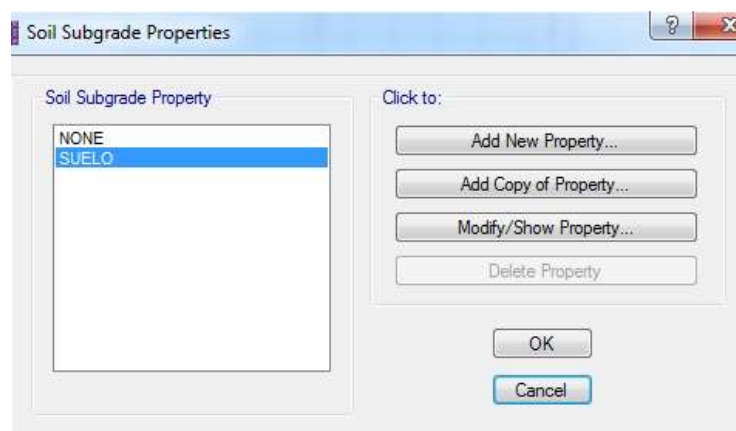 Soil Subgrade Properties
Soil Subgrade Property
NONE
SUELO
Click to:
Add New Property...
Add Copy of Property...
Modify/Show Property...
Delete Property
OK
Cancel